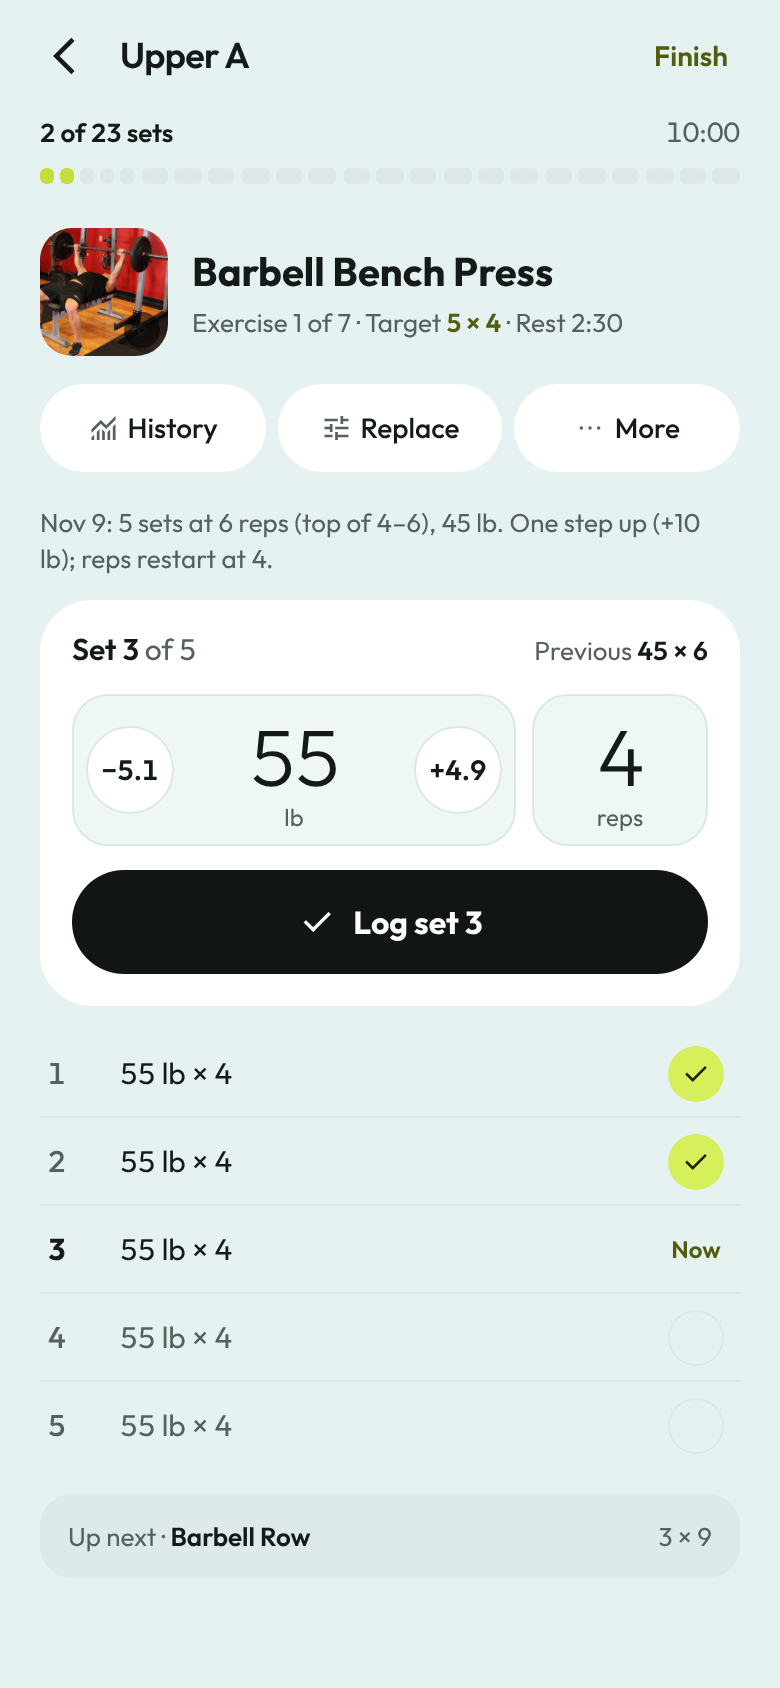 Upper A
Finish
2 of 23 sets
10:00
Barbell Bench Press
Exercise 1 of 7 · Target 5 × 4 · Rest 2:30
History
Replace
More
Nov 9: 5 sets at 6 reps (top of 4–6), 45 lb. One step up (+10
lb); reps restart at 4.
Set 3 of 5
Previous 45 × 6
−5.1
55
lb
+4.9
4
reps
Log set 3
1 55 lb × 4
2 55 lb × 4
3 55 lb × 4 Now
4 55 lb × 4
5 55 lb × 4
Up next · Barbell Row
3 × 9